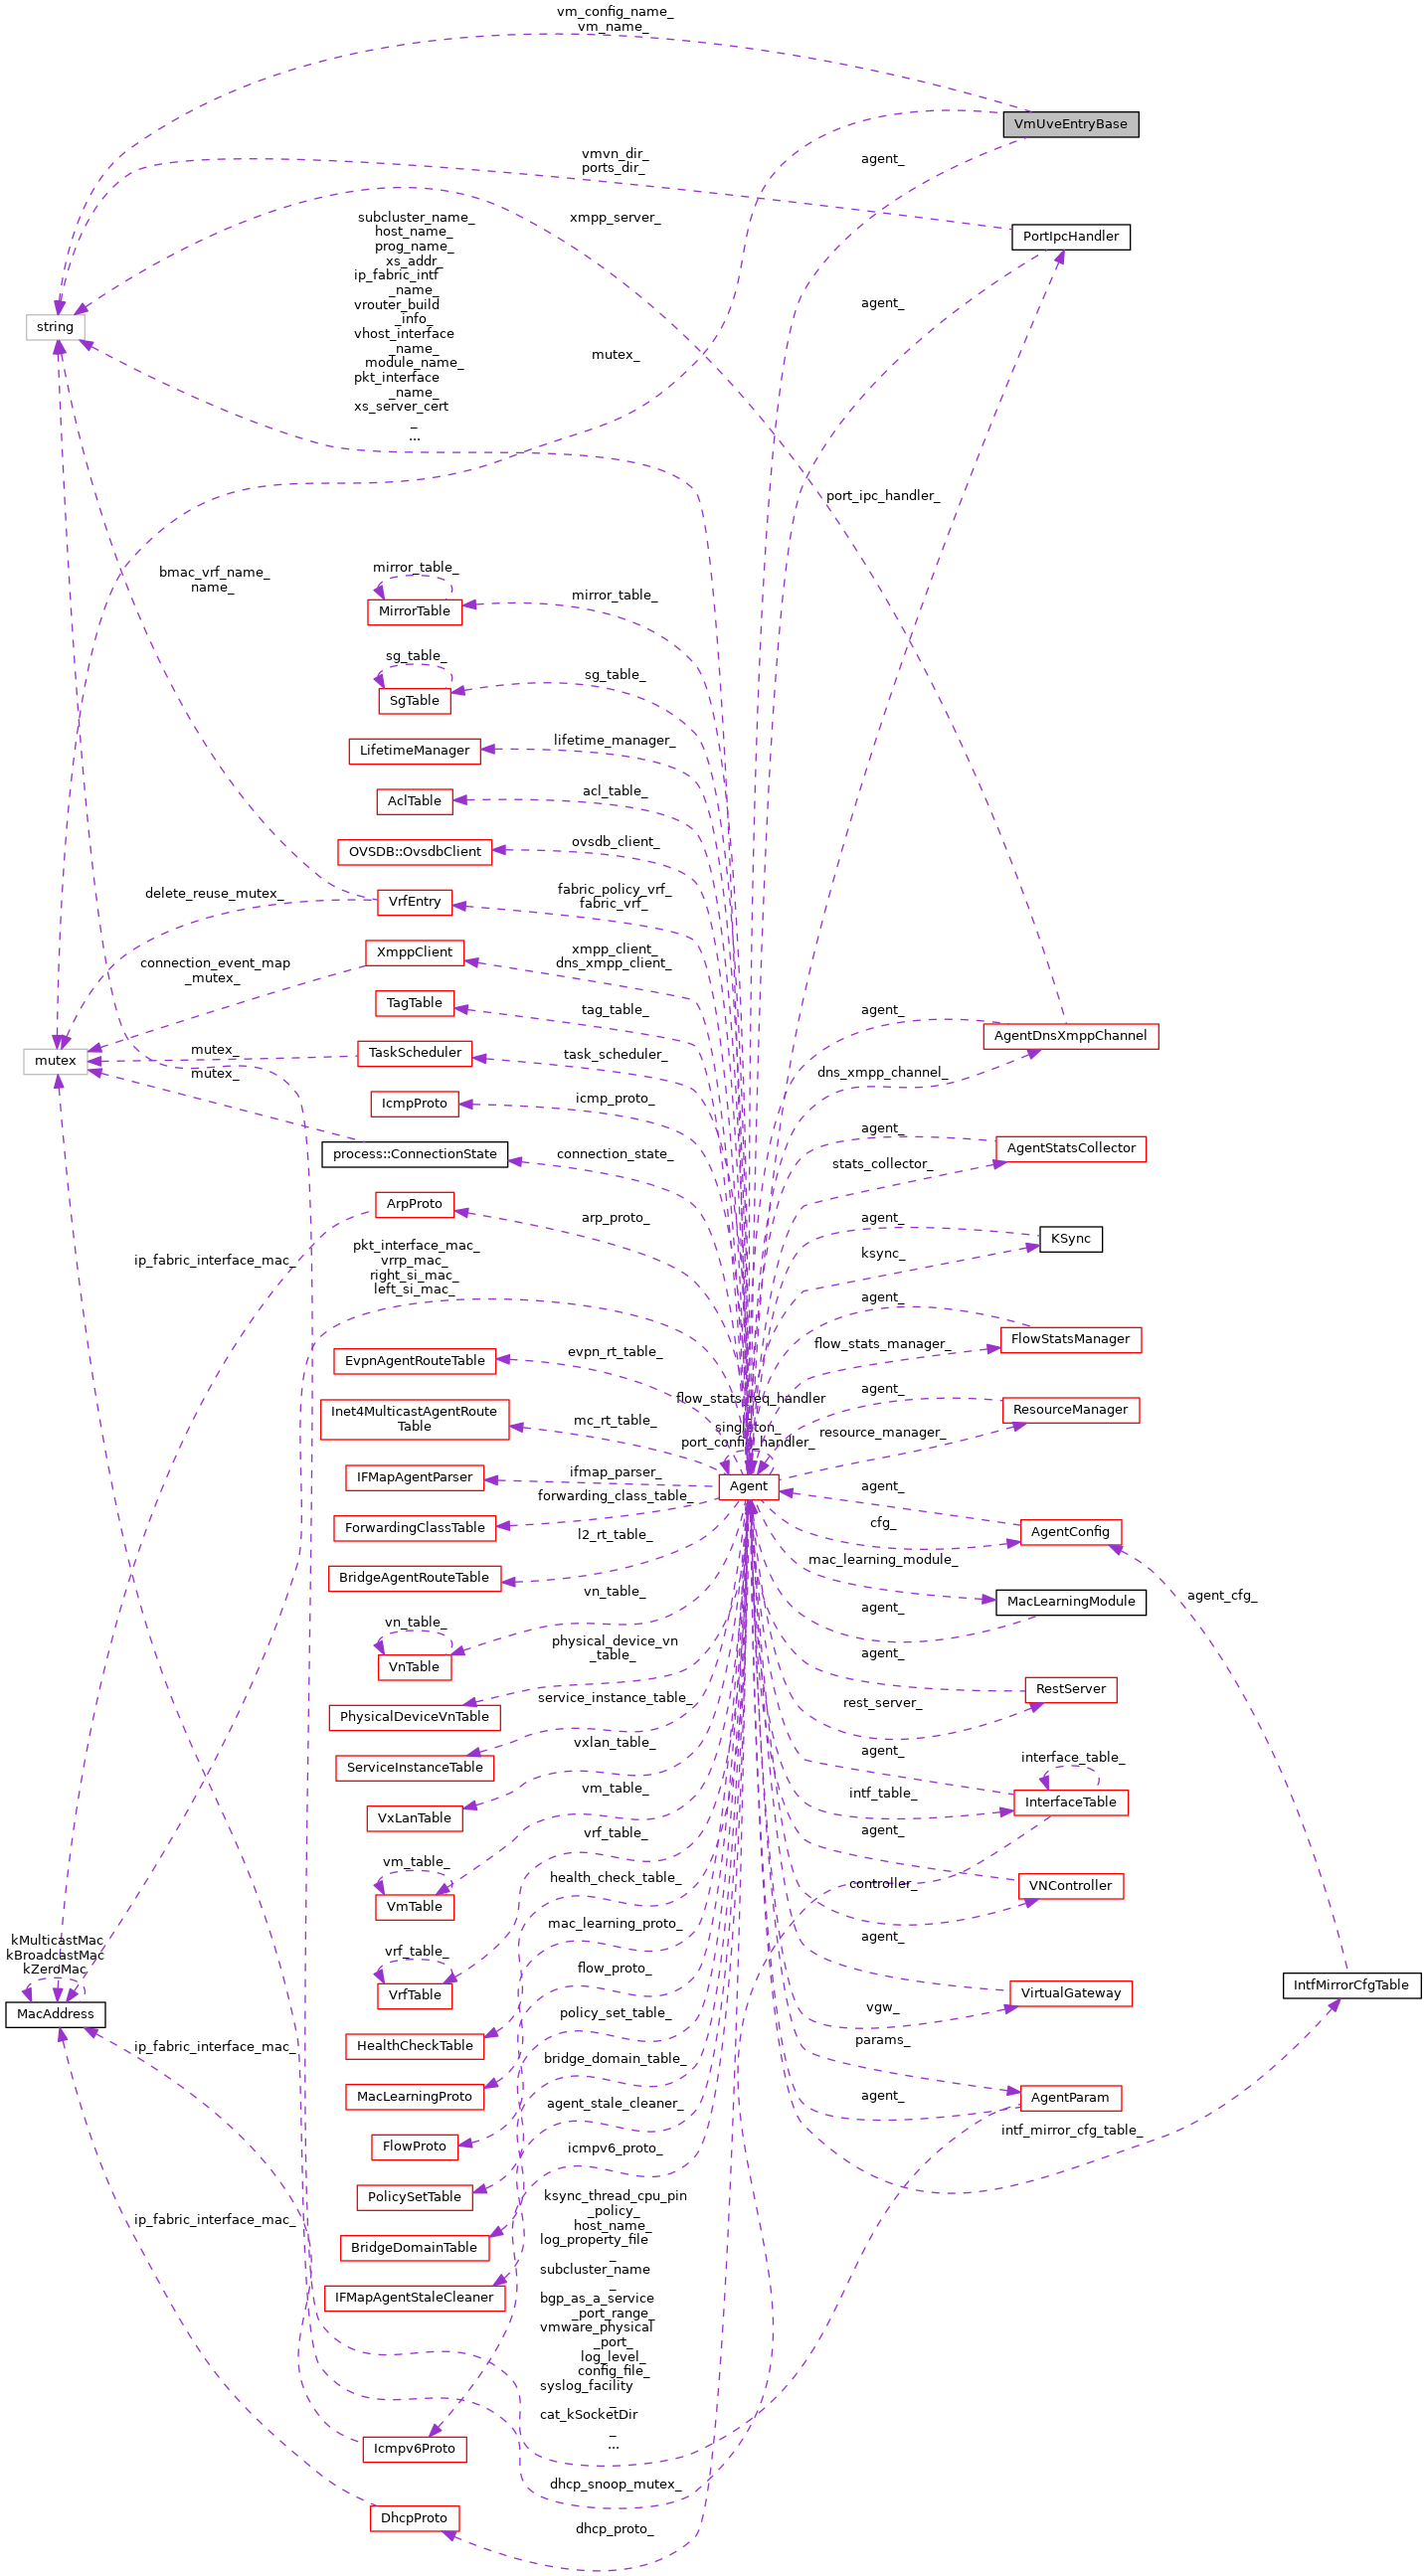 vm_config_name_
vm_name_
VmUveEntryBase
vmvn_dir_
ports_dir_
agent_
xmpp_server_
PortIpcHandler
subcluster_name_
host_name_
prog_name_
xs_addr_
ip_fabric_intf
_name_
vrouter_build
_info_
vhost_interface
_name_
module_name_
pkt_interface
_name_
xs_server_cert
_
...
agent_
string
mutex_
port_ipc_handler_
bmac_vrf_name_
name_
mirror_table_
MirrorTable
mirror_table_
sg_table_
SgTable
sg_table_
LifetimeManager
lifetime_manager_
AclTable
acl_table_
OVSDB::OvsdbClient
ovsdb_client_
delete_reuse_mutex_
VrfEntry
fabric_policy_vrf_
fabric_vrf_
connection_event_map
_mutex_
XmppClient
xmpp_client_
dns_xmpp_client_
TagTable
tag_table_
agent_
AgentDnsXmppChannel
mutex
mutex_
TaskScheduler
task_scheduler_
dns_xmpp_channel_
mutex_
IcmpProto
icmp_proto_
agent_
process::ConnectionState
connection_state_
stats_collector_
AgentStatsCollector
ArpProto
arp_proto_
agent_
KSync
ip_fabric_interface_mac_
pkt_interface_mac_
vrrp_mac_
right_si_mac_
left_si_mac_
ksync_
agent_
EvpnAgentRouteTable
evpn_rt_table_
flow_stats_manager_
FlowStatsManager
flow_stats_req_handler
_
singleton_
port_config_handler_
agent_
Inet4MulticastAgentRoute
Table
mc_rt_table_
resource_manager_
ResourceManager
IFMapAgentParser
ifmap_parser_
Agent
agent_
ForwardingClassTable
forwarding_class_table_
cfg_
AgentConfig
BridgeAgentRouteTable
l2_rt_table_
mac_learning_module_
MacLearningModule
agent_cfg_
vn_table_
VnTable
vn_table_
agent_
PhysicalDeviceVnTable
physical_device_vn
_table_
agent_
RestServer
ServiceInstanceTable
service_instance_table_
rest_server_
VxLanTable
vxlan_table_
agent_
interface_table_
InterfaceTable
vm_table_
VmTable
vm_table_
intf_table_
vrf_table_
VrfTable
vrf_table_
agent_
VNController
HealthCheckTable
health_check_table_
controller_
MacLearningProto
mac_learning_proto_
agent_
VirtualGateway
IntfMirrorCfgTable
kMulticastMac
kBroadcastMac
kZeroMac
MacAddress
FlowProto
flow_proto_
vgw_
ip_fabric_interface_mac_
PolicySetTable
policy_set_table_
params_
AgentParam
BridgeDomainTable
bridge_domain_table_
agent_
IFMapAgentStaleCleaner
agent_stale_cleaner_
intf_mirror_cfg_table_
icmpv6_proto_
ip_fabric_interface_mac_
ksync_thread_cpu_pin
_policy_
host_name_
log_property_file
_
subcluster_name
_
bgp_as_a_service
_port_range_
vmware_physical
_port_
log_level_
config_file_
syslog_facility
_
cat_kSocketDir
_
...
Icmpv6Proto
dhcp_snoop_mutex_
DhcpProto
dhcp_proto_